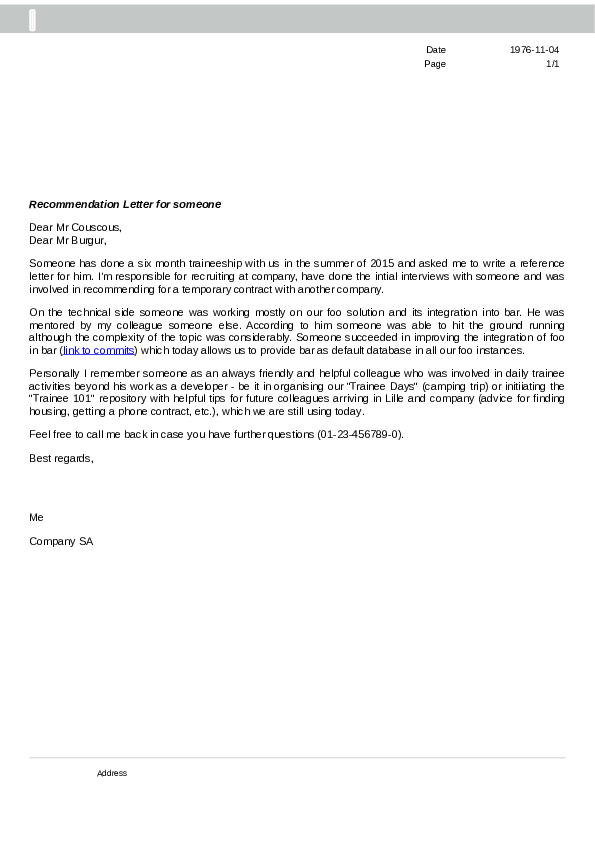 Date 1976-11-04
Page 1/1
Recommendation Letter for someone
Dear Mr Couscous,
Dear Mr Burgur,
Someone has done a six month traineeship with us in the summer of 2015 and asked me to write a reference
letter for him. I'm responsible for recruiting at company, have done the intial interviews with someone and was
involved in recommending for a temporary contract with another company.
On the technical side someone was working mostly on our foo solution and its integration into bar. He was
mentored by my colleague someone else. According to him someone was able to hit the ground running
although the complexity of the topic was considerably. Someone succeeded in improving the integration of foo
in bar (link to commits) which today allows us to provide bar as default database in all our foo instances.
Personally I remember someone as an always friendly and helpful colleague who was involved in daily trainee
activities beyond his work as a developer - be it in organising our "Trainee Days" (camping trip) or initiating the
"Trainee 101" repository with helpful tips for future colleagues arriving in Lille and company (advice for finding
housing, getting a phone contract, etc.), which we are still using today.
Feel free to call me back in case you have further questions (01-23-456789-0).
Best regards,
Me
Company SA
Address